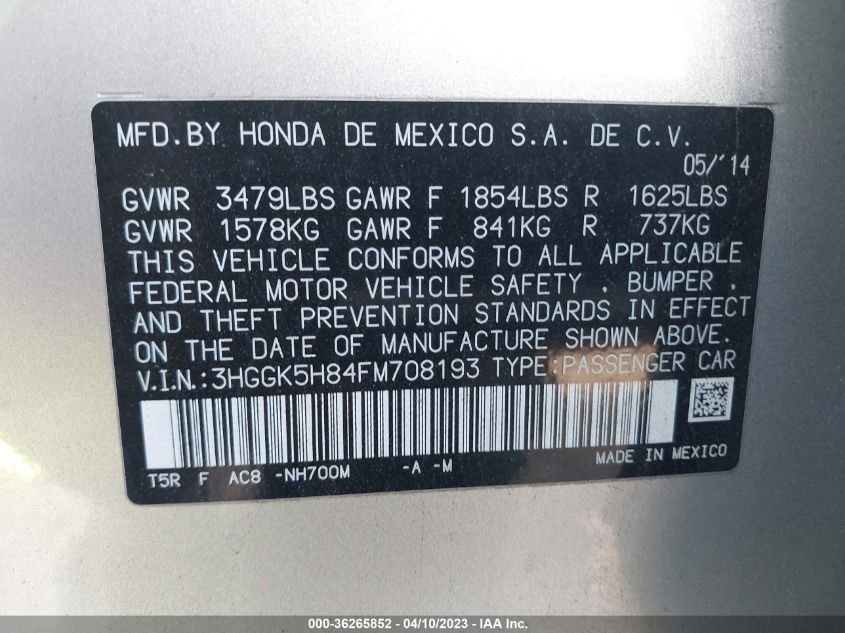 MFD.BY HONDA DE MEXICO S.A. DE C.V.
05/'14
GVWR 3479LBS GAWR F 1854LBS R 1625LBS
GVWR 1578KG GAWR F 841KG R 737KG
THIS VEHICLE CONFORMS TO ALL APPLICABLE
FEDERAL MOTOR VEHICLE SAFETY , BUMPER ,
AND THEFT PREVENTION STANDARDS IN EFFECT
ON THE DATE OF MANUFACTURE SHOWN ABOVE.
V.I.N.:3HGGK5H84FM708193 TYPE:PASSENGER CAR
T5R F AC8 -NH700M -A -M MADE IN MEXICO
000-36265852 - 04/10/2023 - IAA Inc.